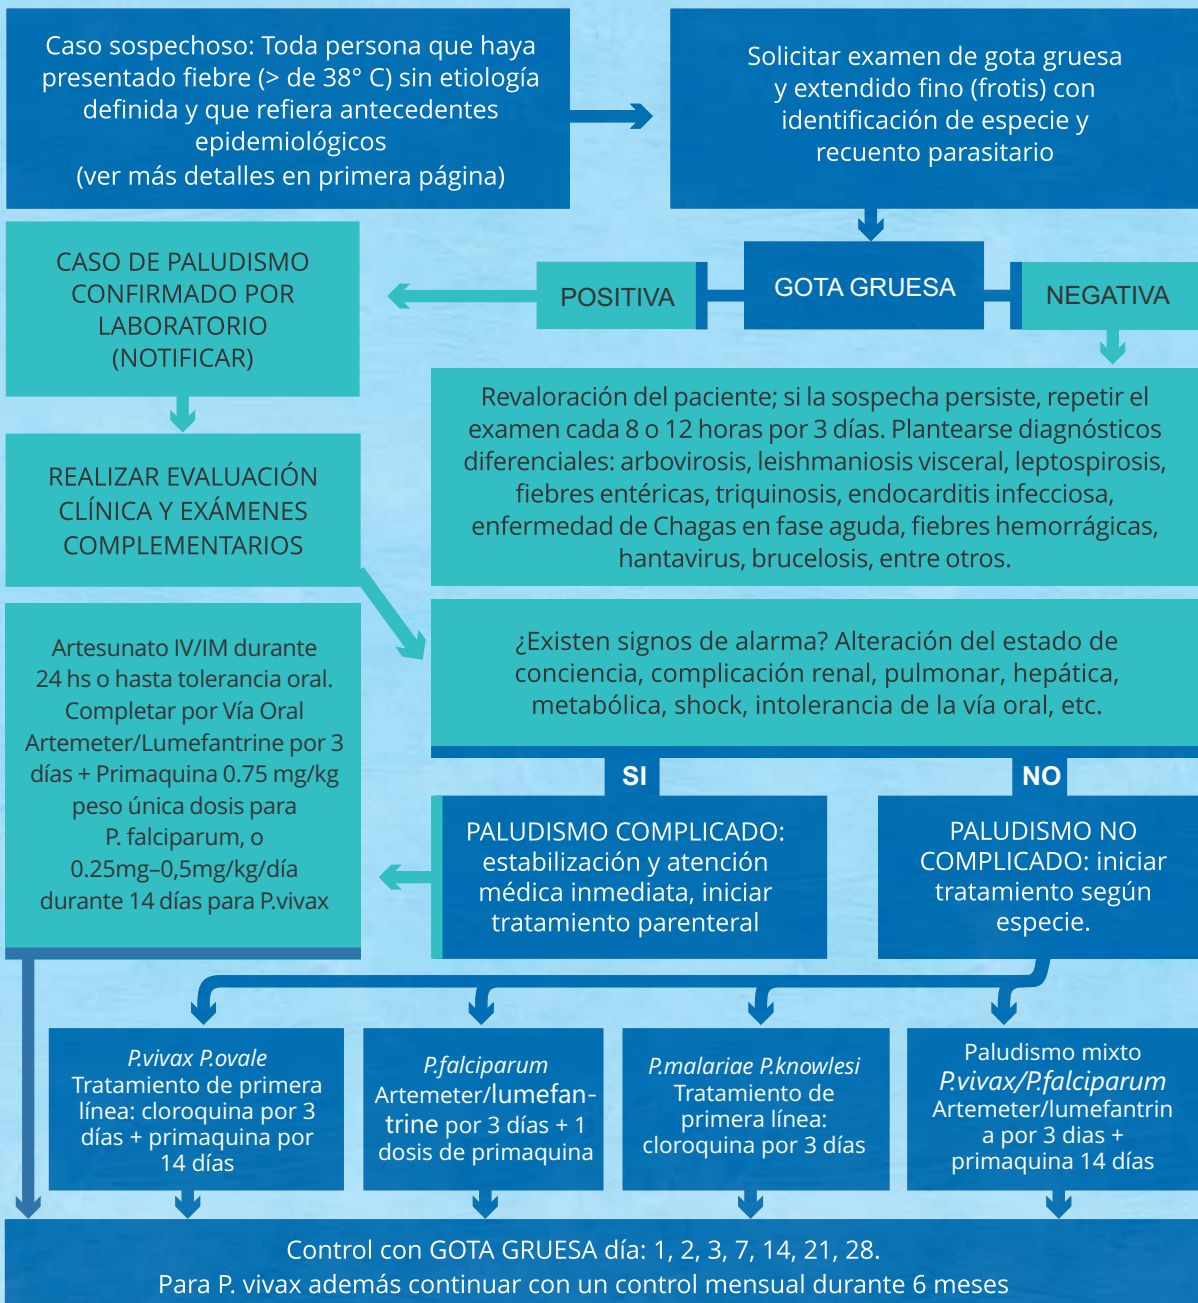 Caso sospechoso: Toda persona que haya
presentado fiebre (> de 38° C) sin etiología
definida y que refiera antecedentes
epidemiológicos
(ver más detalles en primera página)
Solicitar examen de gota gruesa
y extendido fino (frotis) con
identificación de especie y
recuento parasitario
GOTA GRUESA
POSITIVA
NEGATIVA
CASO DE PALUDISMO
CONFIRMADO POR
LABORATORIO
(NOTIFICAR)
Revaloración del paciente; si la sospecha persiste, repetir el
examen cada 8 o 12 horas por 3 días. Plantearse diagnósticos
diferenciales: arbovirosis, leishmaniosis visceral, leptospirosis,
fiebres entéricas, triquinosis, endocarditis infecciosa,
enfermedad de Chagas en fase aguda, fiebres hemorrágicas,
hantavirus, brucelosis, entre otros.
REALIZAR EVALUACIÓN
CLÍNICA Y EXÁMENES
COMPLEMENTARIOS
¿Existen signos de alarma? Alteración del estado de
conciencia, complicación renal, pulmonar, hepática,
metabólica, shock, intolerancia de la vía oral, etc.
SI
NO
PALUDISMO COMPLICADO:
estabilización y atención
médica inmediata, iniciar
tratamiento parenteral
PALUDISMO NO
COMPLICADO: iniciar
tratamiento según
especie.
Artesunato IV/IM durante
24 hs o hasta tolerancia oral.
Completar por Vía Oral
Artemeter/Lumefantrine por 3
días + Primaquina 0.75 mg/kg
peso única dosis para
P. falciparum, o
0.25mg–0,5mg/kg/día
durante 14 días para P.vivax
P.vivax P.ovale
Tratamiento de primera
línea: cloroquina por 3
días + primaquina por
14 días
P.falciparum
Artemeter/lumefan-
trine por 3 días + 1
dosis de primaquina
P.malariae P.knowlesi
Tratamiento de
primera línea:
cloroquina por 3 días
Paludismo mixto
P.vivax/P.falciparum
Artemeter/lumefantrin
a por 3 dias +
primaquina 14 días
Control con GOTA GRUESA día: 1, 2, 3, 7, 14, 21, 28.
Para P. vivax además continuar con un control mensual durante 6 meses